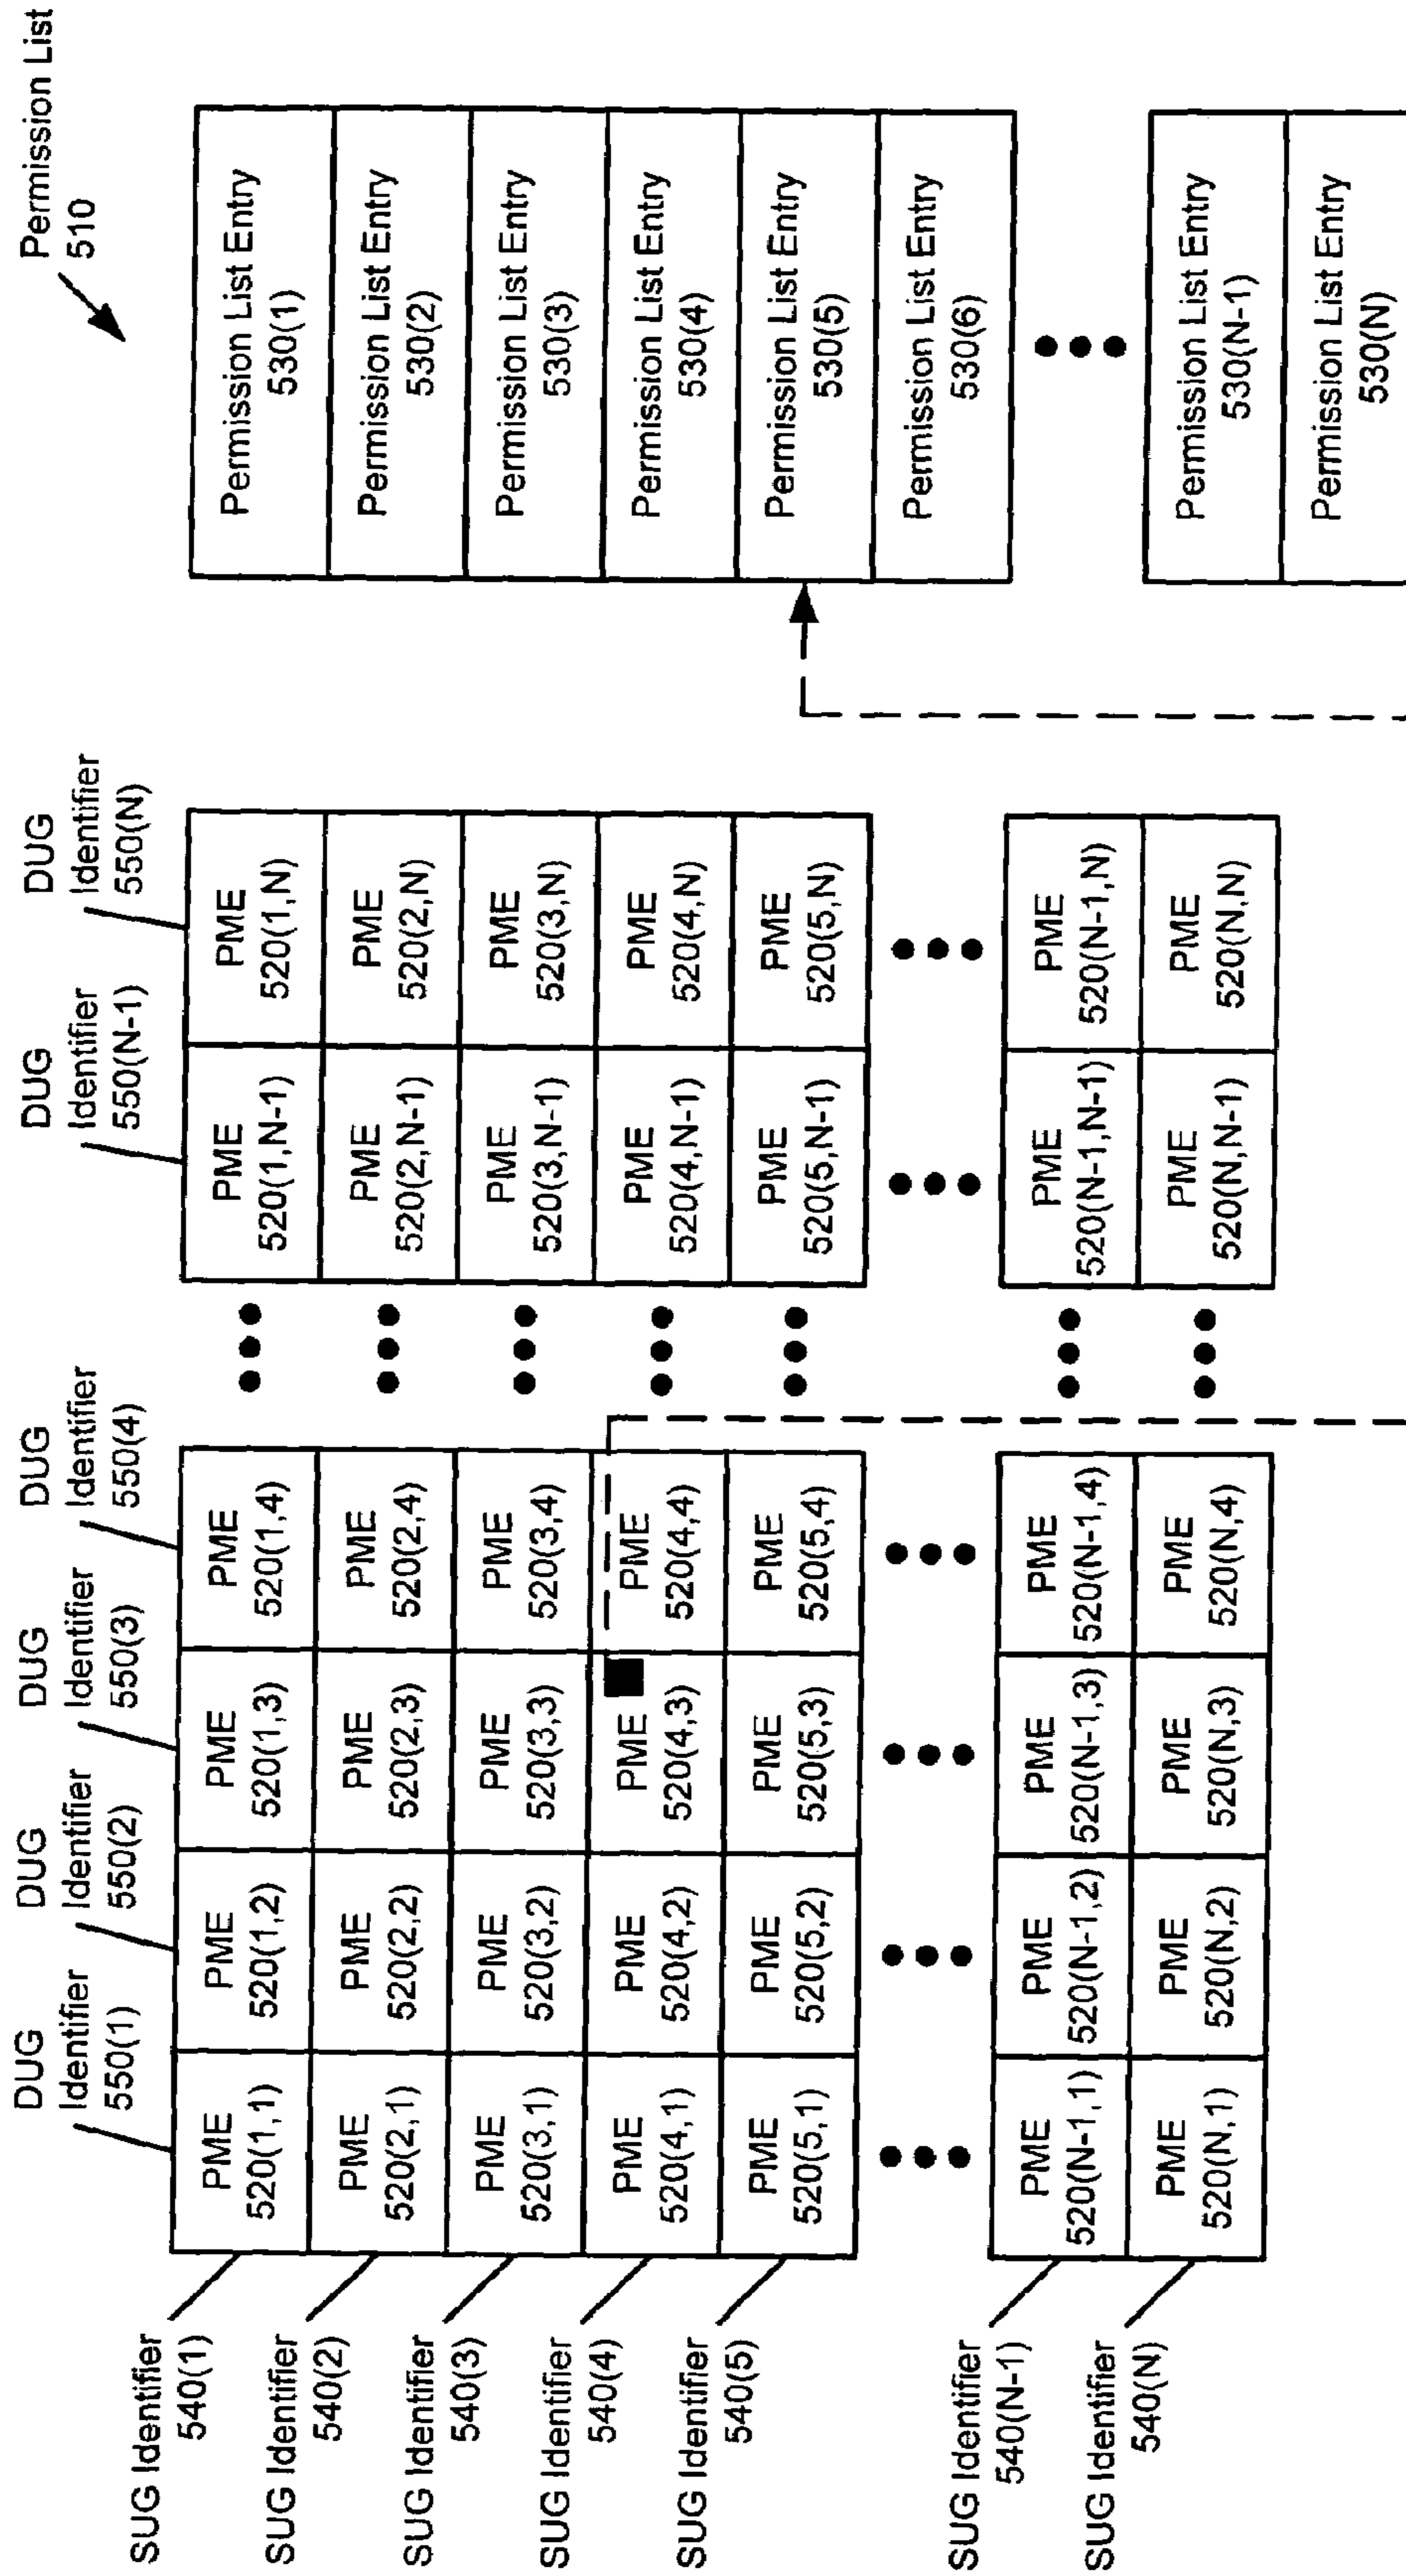 Permission List
510
DUG
Identifier
550(1)
DUG
Identifier
550(2)
DUG
Identifier
550(3)
DUG
Identifier
550(4)
DUG
Identifier
550(N-1)
DUG
Identifier
550(N)
SUG Identifier
540(1)
PME
520(1,1)
PME
520(1,2)
PME
520(1,3)
PME
520(1,4)
PME
520(1,N-1)
PME
520(1,N)
SUG Identifier
540(2)
PME
520(2,1)
PME
520(2,2)
PME
520(2,3)
PME
520(2,4)
PME
520(2,N-1)
PME
520(2,N)
SUG Identifier
540(3)
PME
520(3,1)
PME
520(3,2)
PME
520(3,3)
PME
520(3,4)
PME
520(3,N-1)
PME
520(3,N)
SUG Identifier
540(4)
PME
520(4,1)
PME
520(4,2)
PME
520(4,3)
PME
520(4,4)
PME
520(4,N-1)
PME
520(4,N)
SUG Identifier
540(5)
PME
520(5,1)
PME
520(5,2)
PME
520(5,3)
PME
520(5,4)
PME
520(5,N-1)
PME
520(5,N)
SUG Identifier
540(N-1)
PME
520(N-1,1)
PME
520(N-1,2)
PME
520(N-1,3)
PME
520(N-1,4)
PME
520(N-1,N-1)
PME
520(N-1,N)
SUG Identifier
540(N)
PME
520(N,1)
PME
520(N,2)
PME
520(N,3)
PME
520(N,4)
PME
520(N,N-1)
PME
520(N,N)
Permission List Entry
530(1)
Permission List Entry
530(2)
Permission List Entry
530(3)
Permission List Entry
530(4)
Permission List Entry
530(5)
Permission List Entry
530(6)
Permission List Entry
530(N-1)
Permission List Entry
530(N)